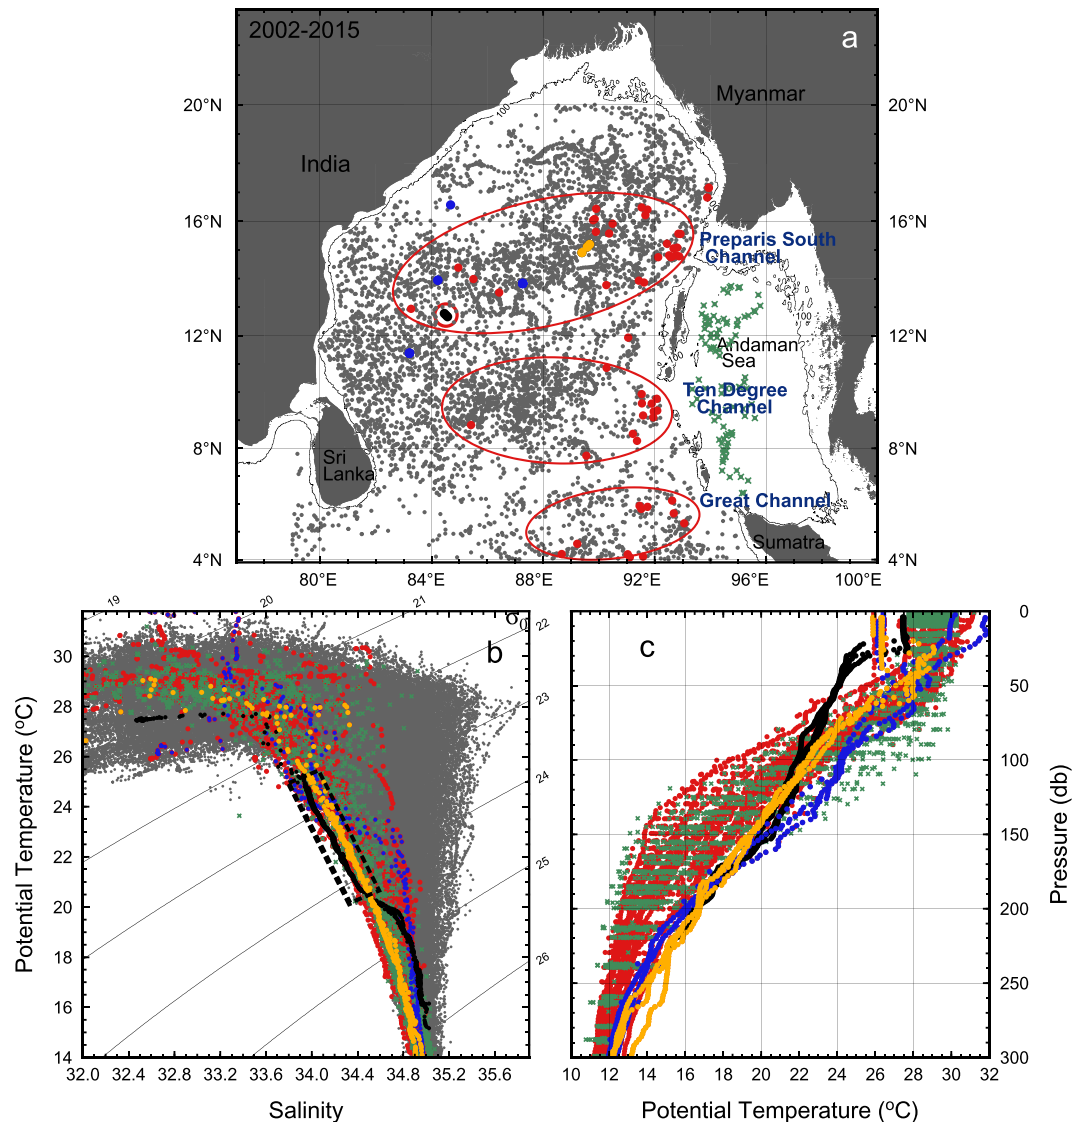 2002-2015
a
Myanmar
India
100
20°N
20°N
16°N
16°N
Preparis South
Channel
100
12°N
12°N
Andaman
Sea
Ten Degree
Channel
8°N
8°N
Sri
Lanka
Great Channel
Sumatra
4°N
4°N
80°E
84°E
88°E
92°E
96°E
100°E
19
20
21
σ0
22
b
23
24
25
26
30
28
26
24
22
20
18
16
14
Potential Temperature (oC)
32.0
32.4
32.8
33.2
33.6
34.0
34.4
34.8
35.2
35.6
Salinity
c
0
50
100
150
200
250
300
Pressure (db)
10
12
14
16
18
20
22
24
26
28
30
32
Potential Temperature (oC)